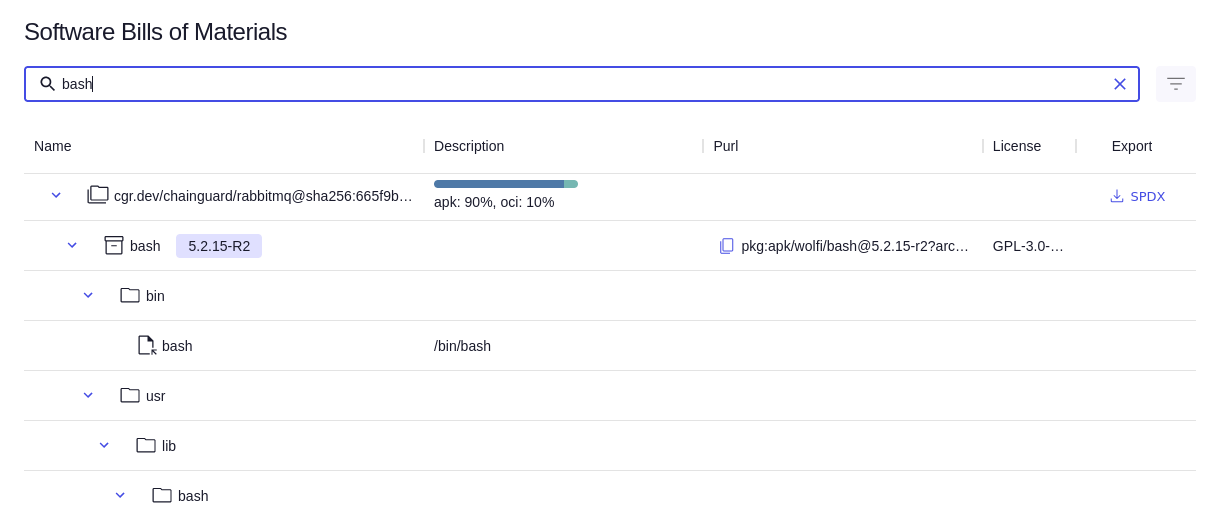 Software Bills of Materials
bash
Name Description Purl License Export
cgr.dev/chainguard/rabbitmq@sha256:665f9b… apk: 90%, oci: 10% SPDX
bash 5.2.15-R2 pkg:apk/wolfi/bash@5.2.15-r2?arc… GPL-3.0-…
bin
bash /bin/bash
usr
lib
bash